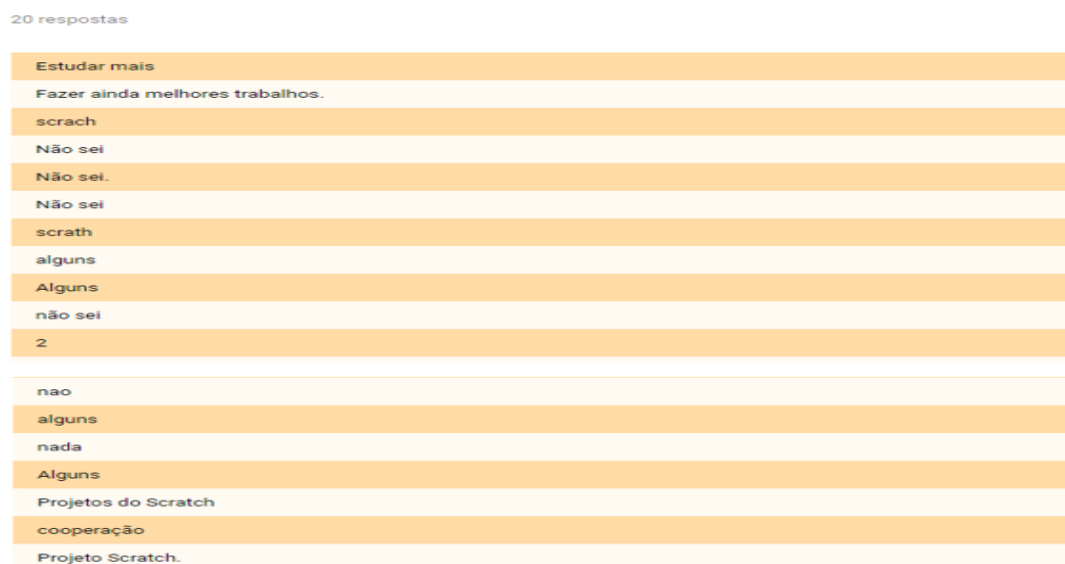 20 respostas
Estudar mais
Fazer ainda melhores trabalhos.
scrach
Não sei
Não sei.
Não sei
scrath
alguns
Alguns
não sei
2
nao
alguns
nada
Alguns
Projetos do Scratch
cooperação
Projeto Scratch.